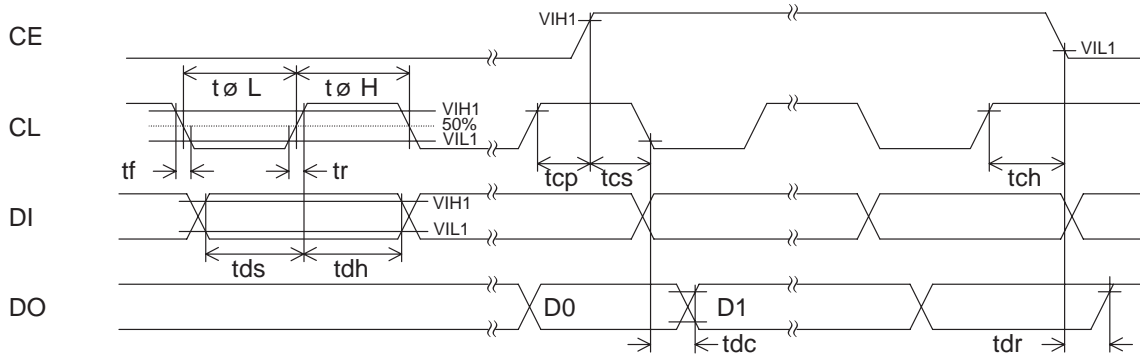 CE
VIH1
VIL1
tø L
tø H
CL
VIH1
50%
VIL1
tf
tr
tcp
tcs
tch
DI
VIH1
VIL1
tds
tdh
DO
D0
D1
tdc
tdr